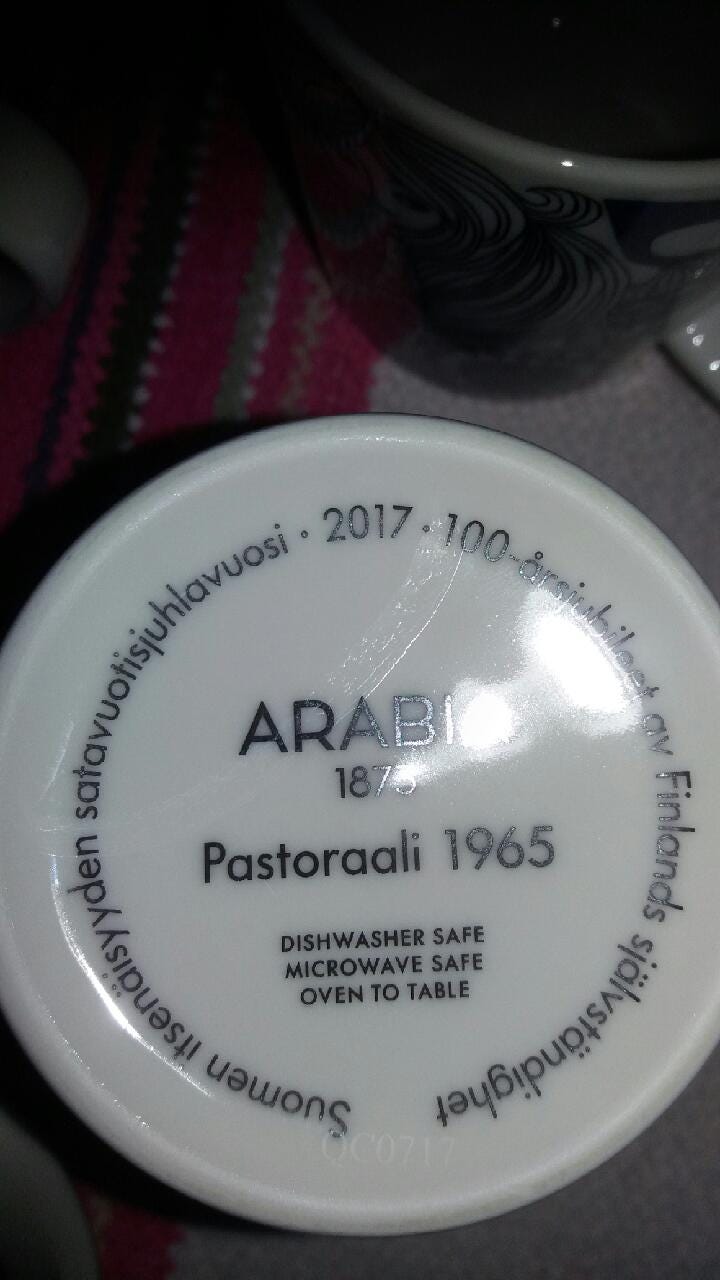 Suomen itsenäisyyden satavuotisjuhlavuosi · 2017 · 100-årsjubileet av Finlands självständighet
ARABIA
1873
Pastoraali 1965
DISHWASHER SAFE
MICROWAVE SAFE
OVEN TO TABLE
QC0717